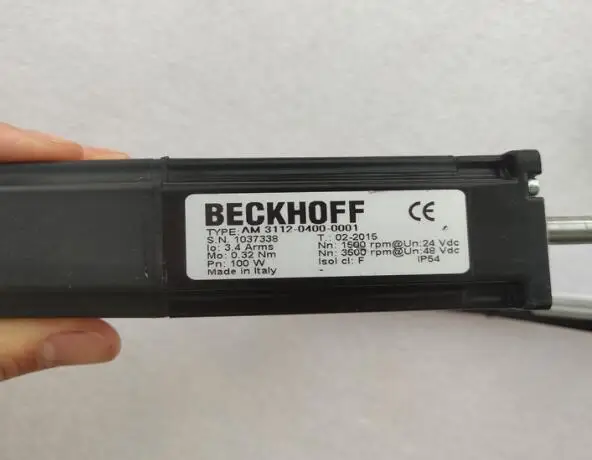 BECKHOFF CE
TYPE: AM 3112-0400-0001
S.N. 1037338 T.: 02-2015
Io: 3,4 Arms Nn: 1500 rpm@Un:24 Vdc
Mo: 0.32 Nm Nn: 3500 rpm@Un:48 Vdc
Pn: 100 W Isol cl: F IP54
Made in Italy